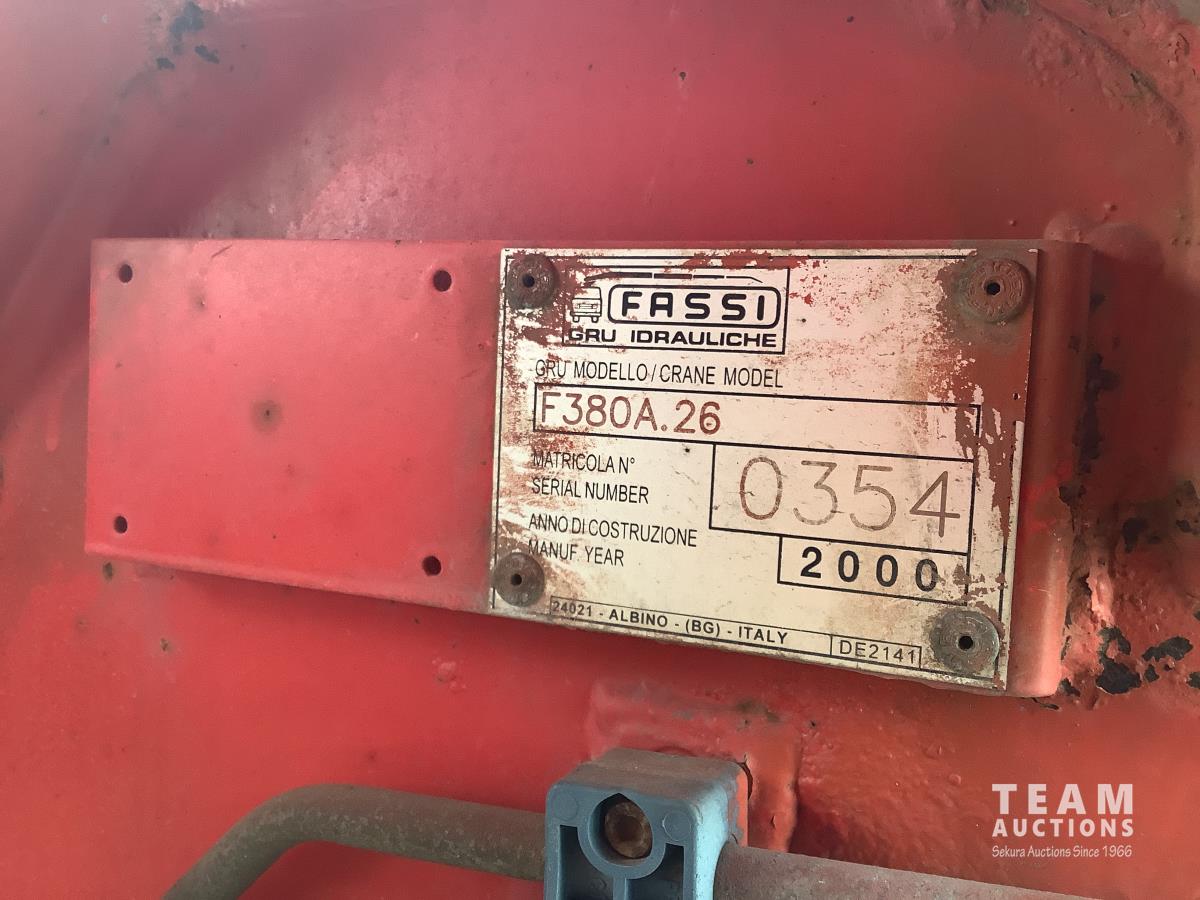 FASSI
GRU IDRAULICHE
GRU MODELLO/CRANE MODEL
F380A.26
MATRICOLA N°
SERIAL NUMBER
0354
ANNO DI COSTRUZIONE
MANUF. YEAR
2000
24021 - ALBINO - (BG) - ITALY
DE2141
TEAM
AUCTIONS
Sekura Auctions Since 1966